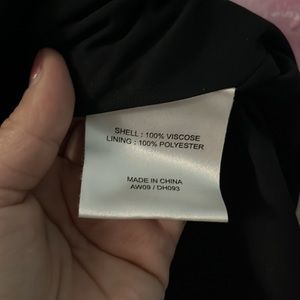 SHELL : 100% VISCOSE
LINING : 100% POLYESTER
MADE IN CHINA
AW09 / DH093